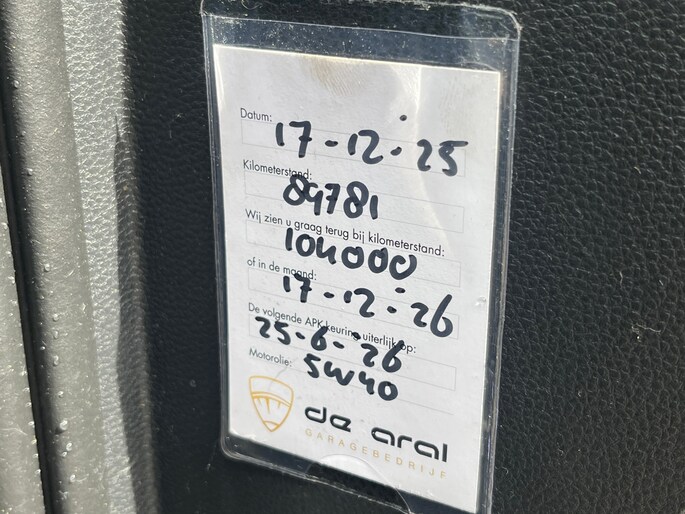 Datum:
17-12-25
Kilometerstand:
89781
Wij zien u graag terug bij kilometerstand:
104000
of in de maand:
17-12-26
De volgende APK keuring uiterlijk op:
25-6-26
Motorolie: 5W40
de aral
GARAGEBEDRIJF